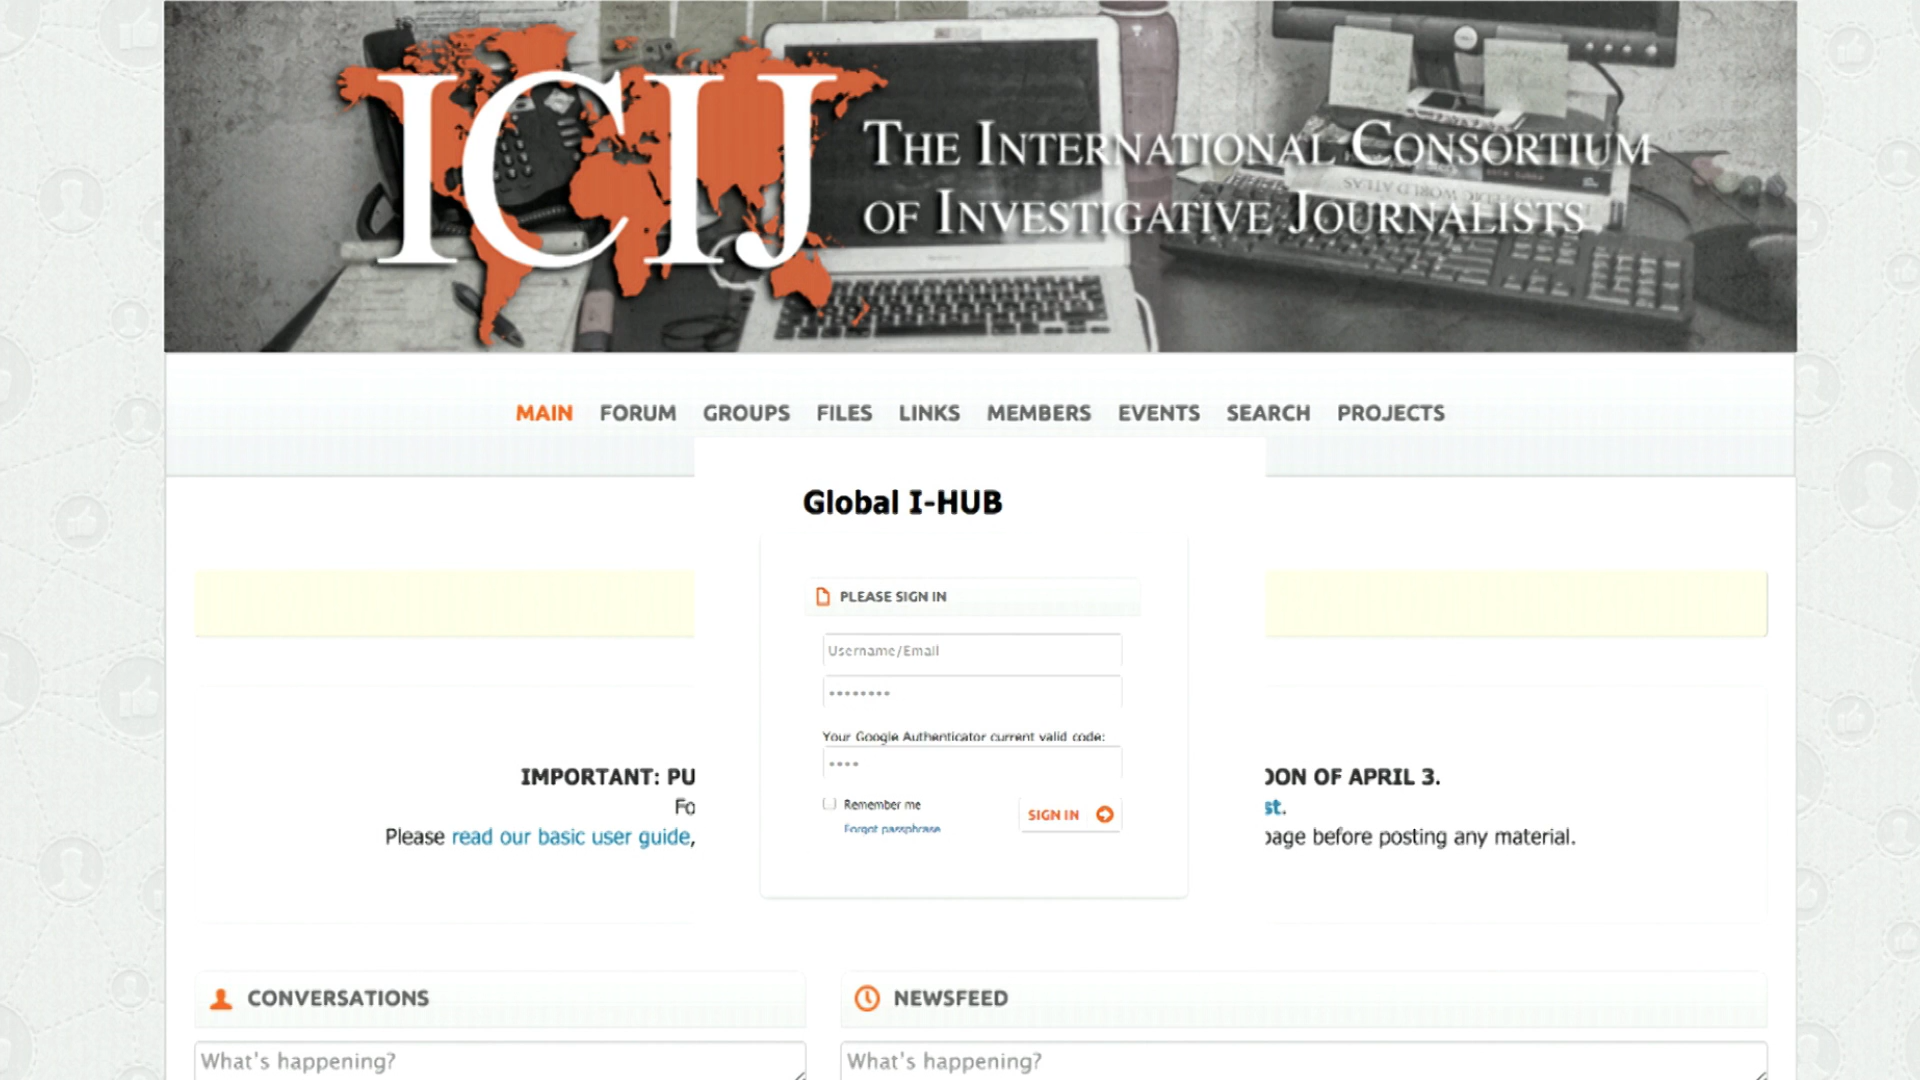 ICIJ
THE INTERNATIONAL CONSORTIUM
OF INVESTIGATIVE JOURNALISTS
MAIN FORUM GROUPS FILES LINKS MEMBERS EVENTS SEARCH PROJECTS
Global I-HUB
PLEASE SIGN IN
Username/Email
Your Google Authenticator current valid code:
Remember me
SIGN IN
Forgot passphrase
IMPORTANT: PU OON OF APRIL 3.
Fo st.
Please read our basic user guide, page before posting any material.
CONVERSATIONS
NEWSFEED
What's happening?
What's happening?